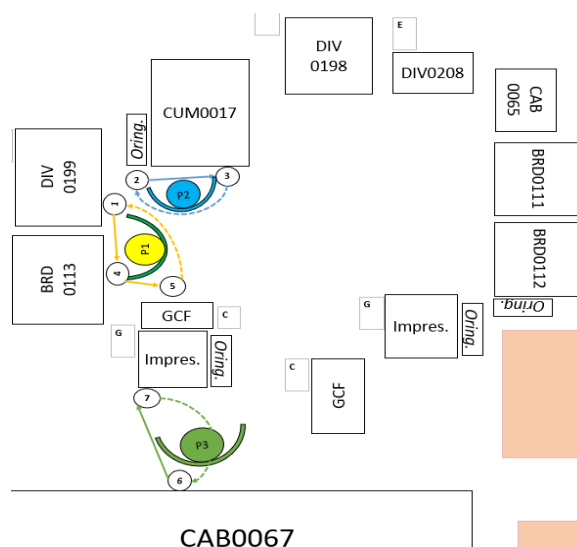 DIV
0198
E
DIV0208
CAB
0065
CUM0017
Oring.
DIV
0199
BRD0111
2
3
P2
1
P1
BRD
0113
4
5
BRD0112
Oring.
GCF
C
G
Impres.
Oring.
G
Impres.
Oring.
C
GCF
7
P3
6
CAB0067